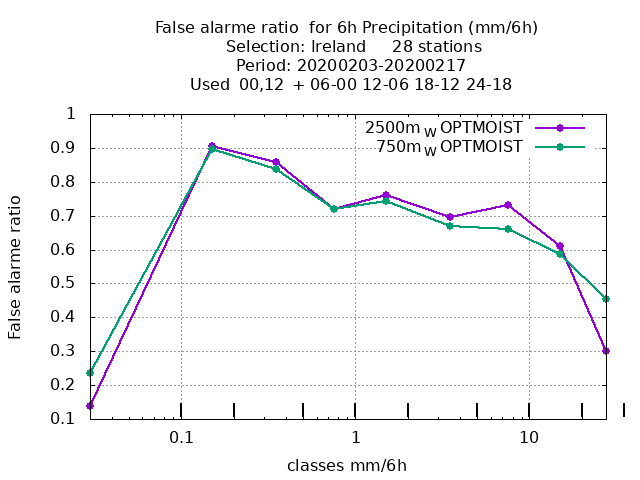 False alarme ratio  for 6h Precipitation (mm/6h)
Selection: Ireland     28 stations
Period: 20200203-20200217
Used  00,12  + 06-00 12-06 18-12 24-18
2500m W OPTMOIST
750m W OPTMOIST
False alarme ratio
1
0.9
0.8
0.7
0.6
0.5
0.4
0.3
0.2
0.1
0.1 1 10
classes mm/6h